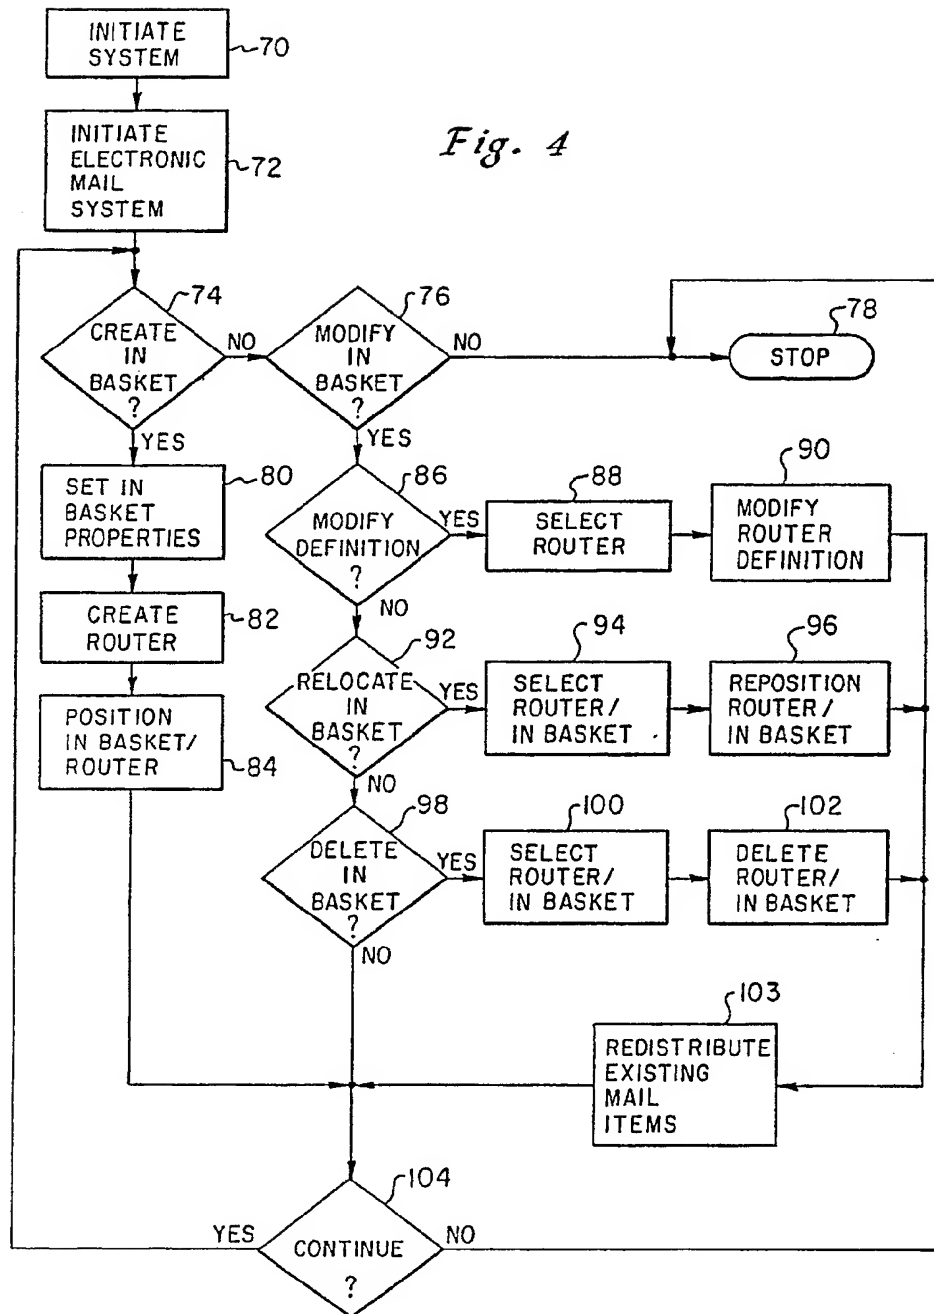 INITIATE
SYSTEM
70
INITIATE
ELECTRONIC
MAIL
SYSTEM
72
Fig. 4
74
CREATE
IN
BASKET
?
NO
YES
76
MODIFY
IN
BASKET
?
NO
YES
78
STOP
80
SET IN
BASKET
PROPERTIES
86
MODIFY
DEFINITION
?
YES
NO
88
SELECT
ROUTER
90
MODIFY
ROUTER
DEFINITION
CREATE
ROUTER
82
92
RELOCATE
IN
BASKET
?
YES
NO
94
SELECT
ROUTER/
IN BASKET
96
REPOSITION
ROUTER/
IN BASKET
POSITION
IN BASKET/
ROUTER
84
98
DELETE
IN
BASKET
?
YES
NO
100
SELECT
ROUTER/
IN BASKET
102
DELETE
ROUTER/
IN BASKET
103
REDISTRIBUTE
EXISTING
MAIL
ITEMS
104
YES
CONTINUE
?
NO